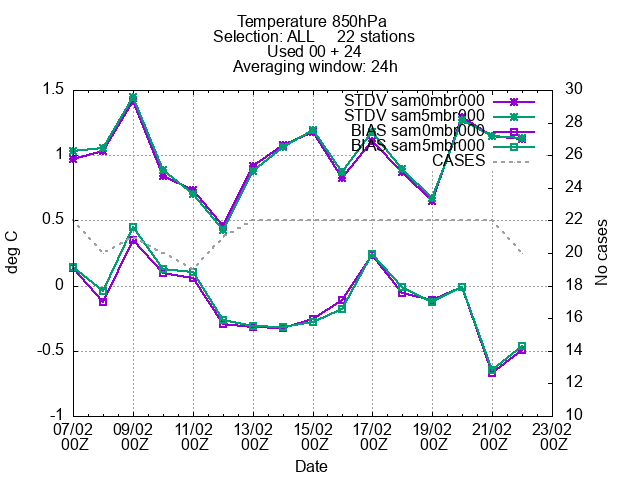 Temperature 850hPa
Selection: ALL 22 stations
Used 00 + 24
Averaging window: 24h
STDV sam0mbr000
STDV sam5mbr000
BIAS sam0mbr000
BIAS sam5mbr000
CASES
1.5
1
0.5
0
-0.5
-1
deg C
30
28
26
24
22
20
18
16
14
12
10
No cases
07/02 09/02 11/02 13/02 15/02 17/02 19/02 21/02 23/02
00Z 00Z 00Z 00Z 00Z 00Z 00Z 00Z 00Z
Date